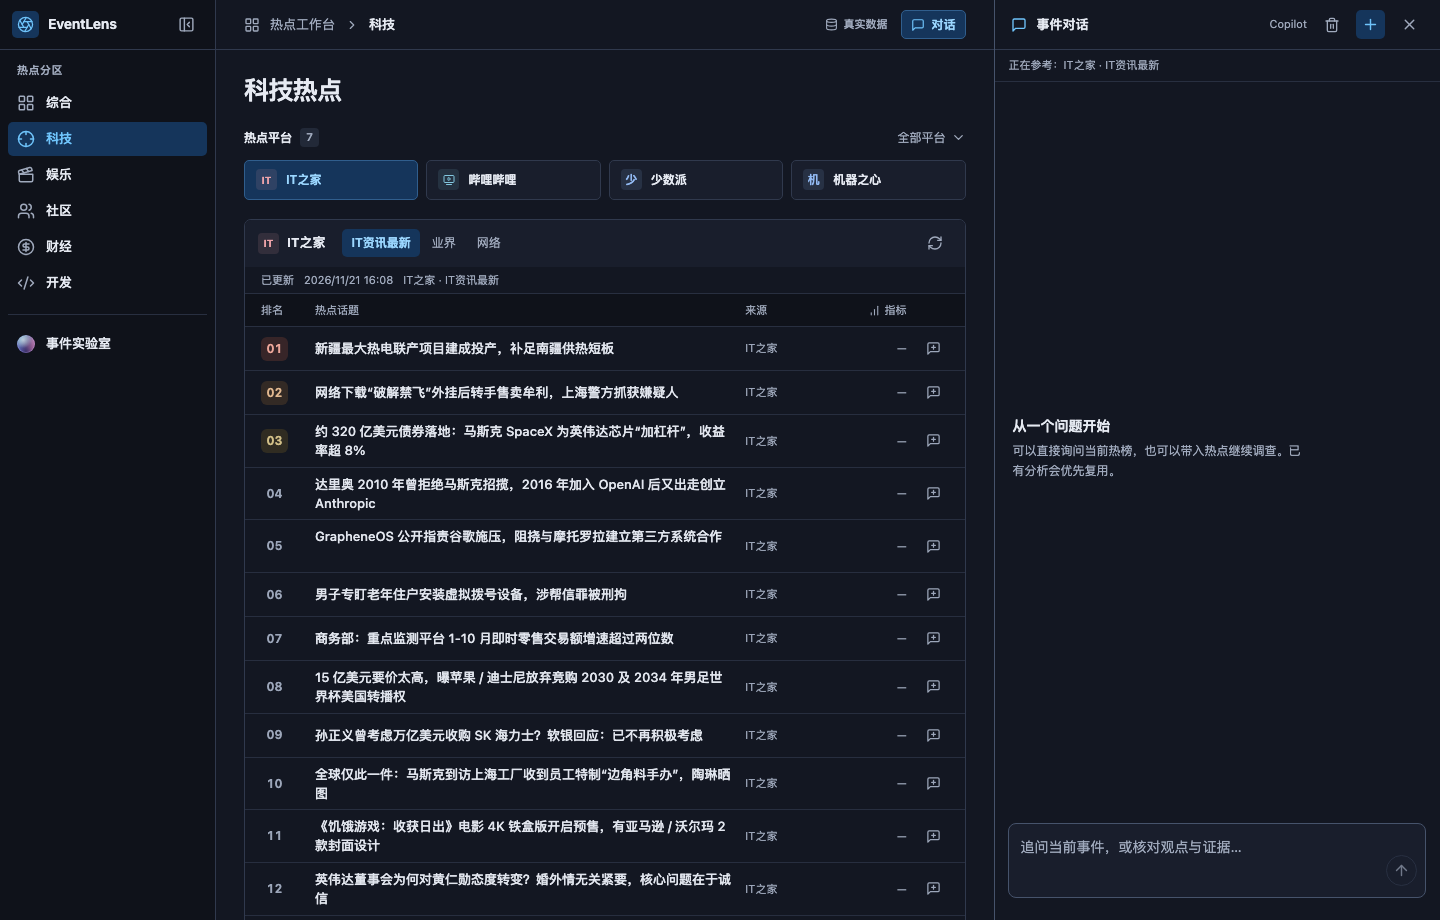 EventLens
热点分区
综合
科技
娱乐
社区
财经
开发
事件实验室
热点工作台 > 科技
真实数据
对话
科技热点
热点平台 7
全部平台
IT IT之家
哔哩哔哩
少 少数派
机 机器之心
IT IT之家 IT资讯最新 业界 网络
已更新 2026/11/21 16:08 IT之家 · IT资讯最新
排名 热点话题 来源 指标
01 新疆最大热电联产项目建成投产，补足南疆供热短板 IT之家 —
02 网络下载“破解禁飞”外挂后转手售卖牟利，上海警方抓获嫌疑人 IT之家 —
03 约 320 亿美元债券落地：马斯克 SpaceX 为英伟达芯片“加杠杆”，收益 IT之家 —
率超 8%
04 达里奥 2010 年曾拒绝马斯克招揽，2016 年加入 OpenAI 后又出走创立 IT之家 —
Anthropic
05 GrapheneOS 公开指责谷歌施压，阻挠与摩托罗拉建立第三方系统合作 IT之家 —
06 男子专盯老年住户安装虚拟拨号设备，涉帮信罪被刑拘 IT之家 —
07 商务部：重点监测平台 1-10 月即时零售交易额增速超过两位数 IT之家 —
08 15 亿美元要价太高，曝苹果 / 迪士尼放弃竞购 2030 及 2034 年男足世 IT之家 —
界杯美国转播权
09 孙正义曾考虑万亿美元收购 SK 海力士？软银回应：已不再积极考虑 IT之家 —
10 全球仅此一件：马斯克到访上海工厂收到员工特制“边角料手办”，陶琳晒 IT之家 —
图
11 《饥饿游戏：收获日出》电影 4K 铁盒版开启预售，有亚马逊 / 沃尔玛 2 IT之家 —
款封面设计
12 英伟达董事会为何对黄仁勋态度转变？婚外情无关紧要，核心问题在于诚 IT之家 —
信
事件对话
Copilot
正在参考：IT之家 · IT资讯最新
从一个问题开始
可以直接询问当前热榜，也可以带入热点继续调查。已
有分析会优先复用。
追问当前事件，或核对观点与证据...